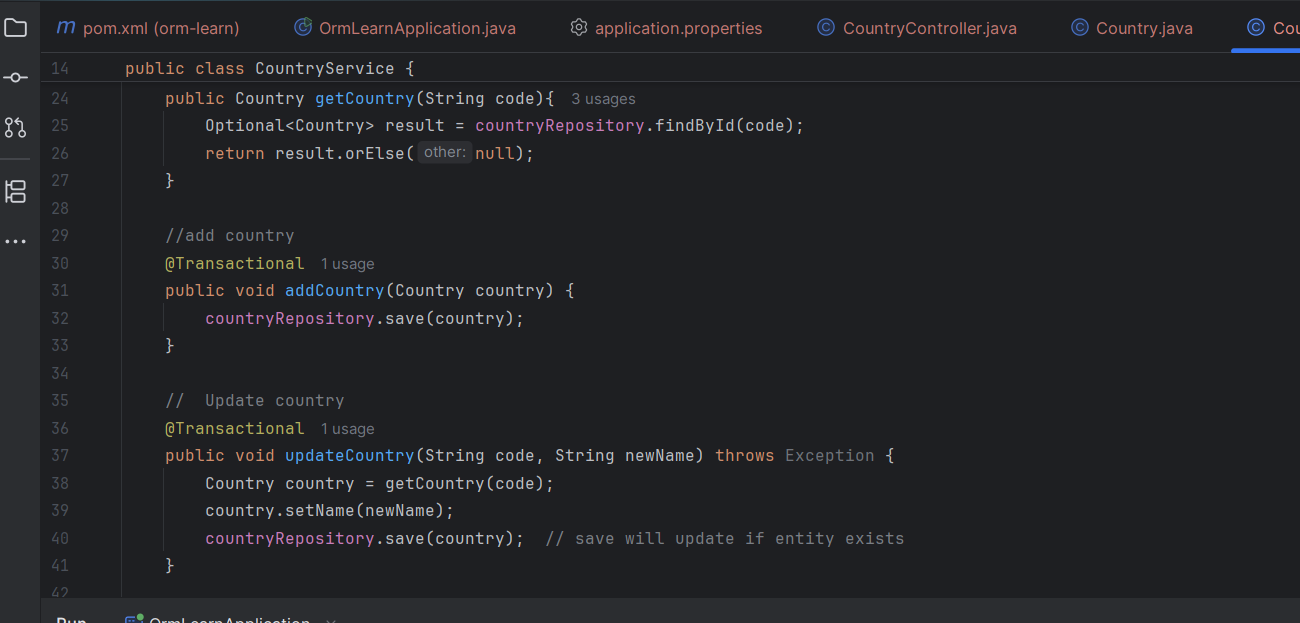 pom.xml (orm-learn) OrmLearnApplication.java application.properties CountryController.java Country.java
14 public class CountryService {
24 public Country getCountry(String code){ 3 usages
25 Optional<Country> result = countryRepository.findById(code);
26 return result.orElse( other: null);
27 }
28
29 //add country
30 @Transactional 1 usage
31 public void addCountry(Country country) {
32 countryRepository.save(country);
33 }
34
35 //  Update country
36 @Transactional 1 usage
37 public void updateCountry(String code, String newName) throws Exception {
38 Country country = getCountry(code);
39 country.setName(newName);
40 countryRepository.save(country);  // save will update if entity exists
41 }
42
Run OrmLearnApplication